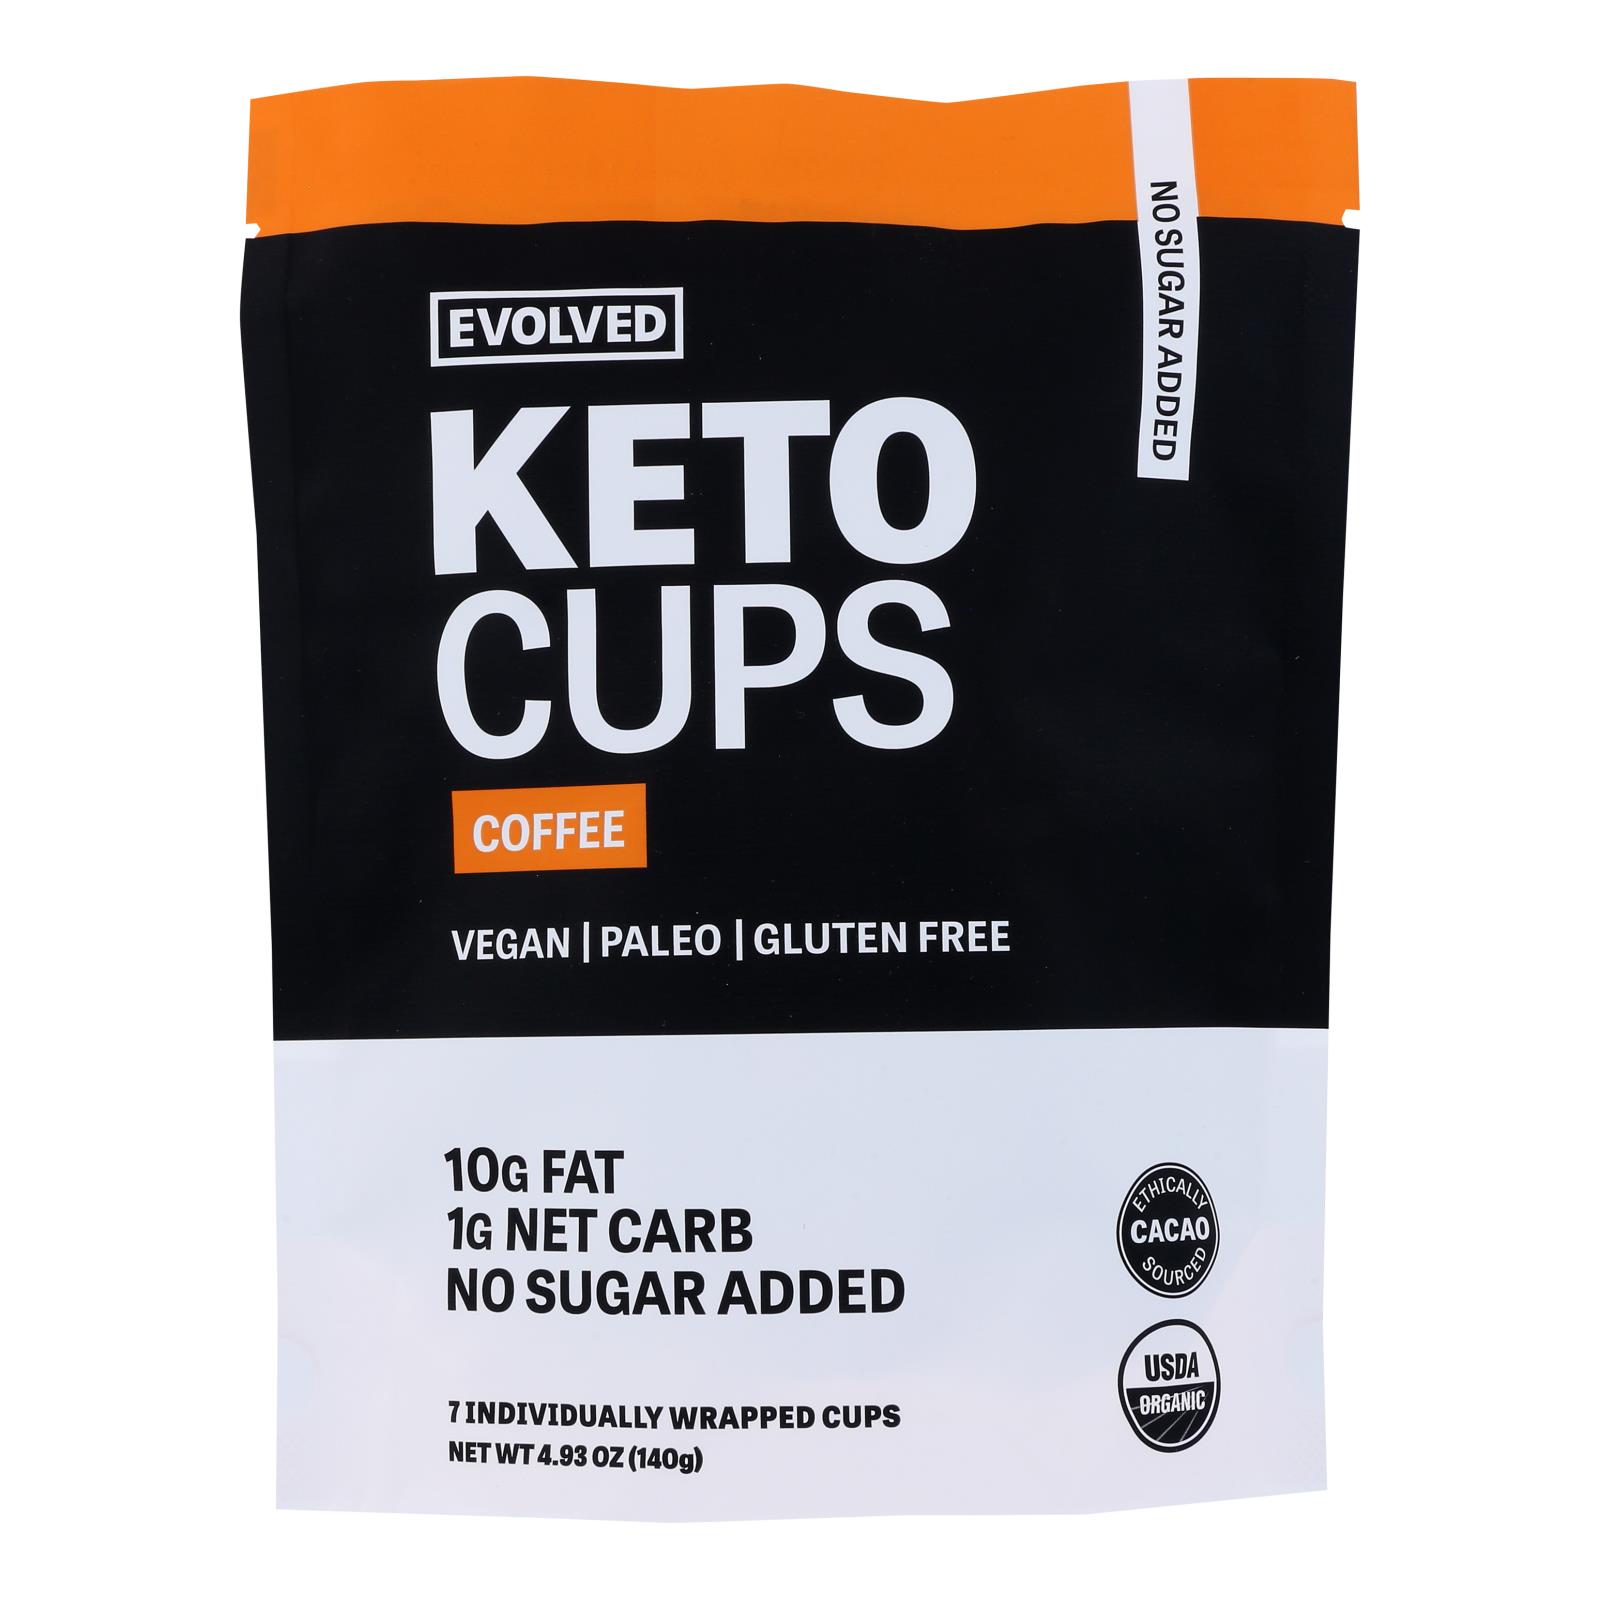 NO SUGAR ADDED
EVOLVED
KETO
CUPS
COFFEE
VEGAN | PALEO | GLUTEN FREE
10G FAT
1G NET CARB
NO SUGAR ADDED
ETHICALLY
CACAO
SOURCED
USDA
ORGANIC
7 INDIVIDUALLY WRAPPED CUPS
NET WT 4.93 OZ (140g)